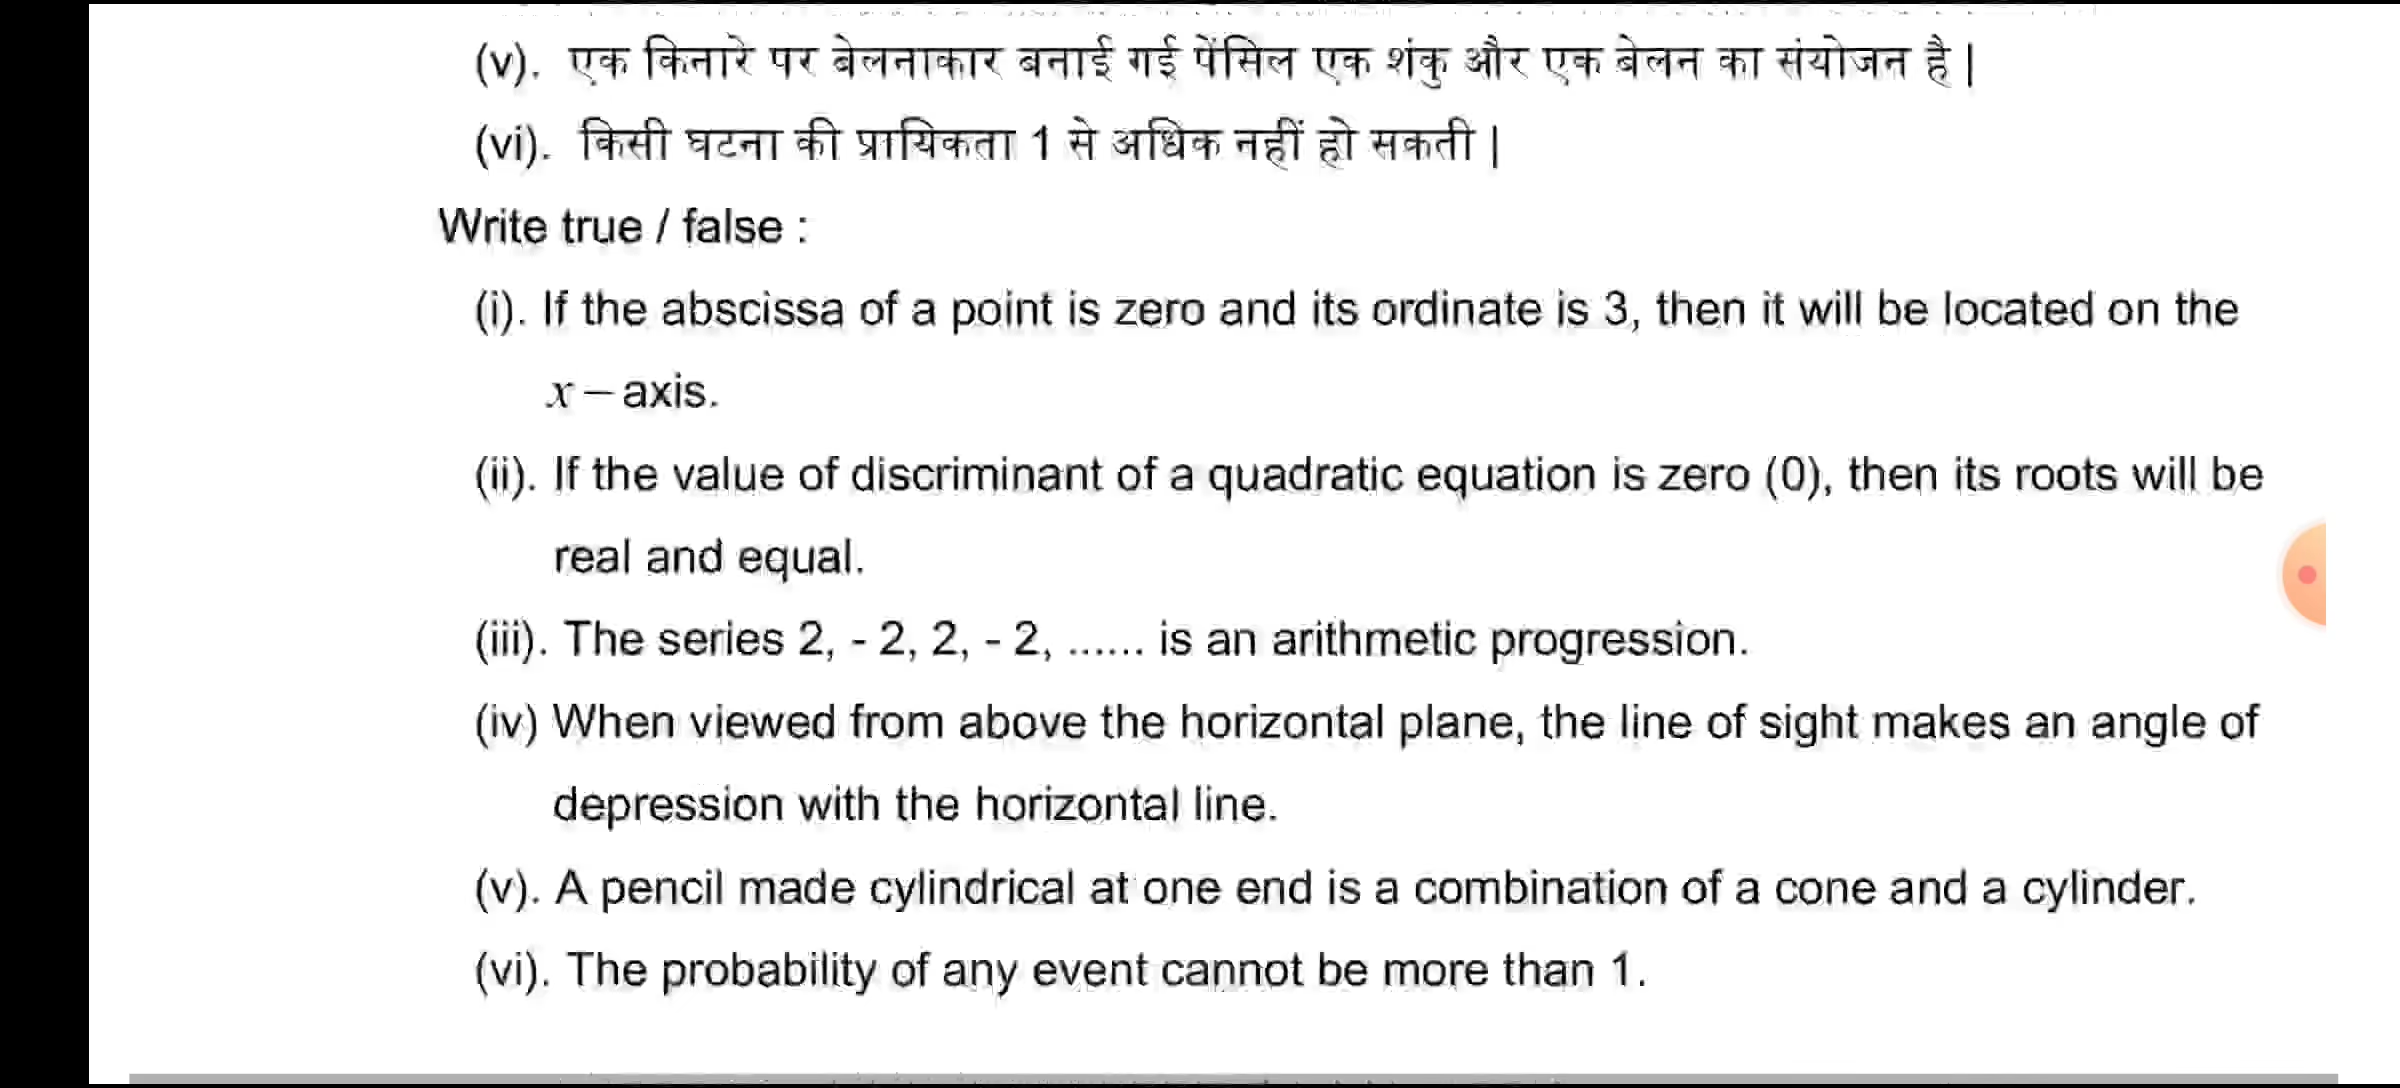 (v). एक किनारे पर बेलनाकार बनाई गई पेंसिल एक शंकु और एक बेलन का संयोजन है |
(vi). किसी घटना की प्रायिकता 1 से अधिक नहीं हो सकती |
Write true / false :
(i). If the abscissa of a point is zero and its ordinate is 3, then it will be located on the
x – axis.
(ii). If the value of discriminant of a quadratic equation is zero (0), then its roots will be
real and equal.
(iii). The series 2, - 2, 2, - 2, ...... is an arithmetic progression.
(iv) When viewed from above the horizontal plane, the line of sight makes an angle of
depression with the horizontal line.
(v). A pencil made cylindrical at one end is a combination of a cone and a cylinder.
(vi). The probability of any event cannot be more than 1.